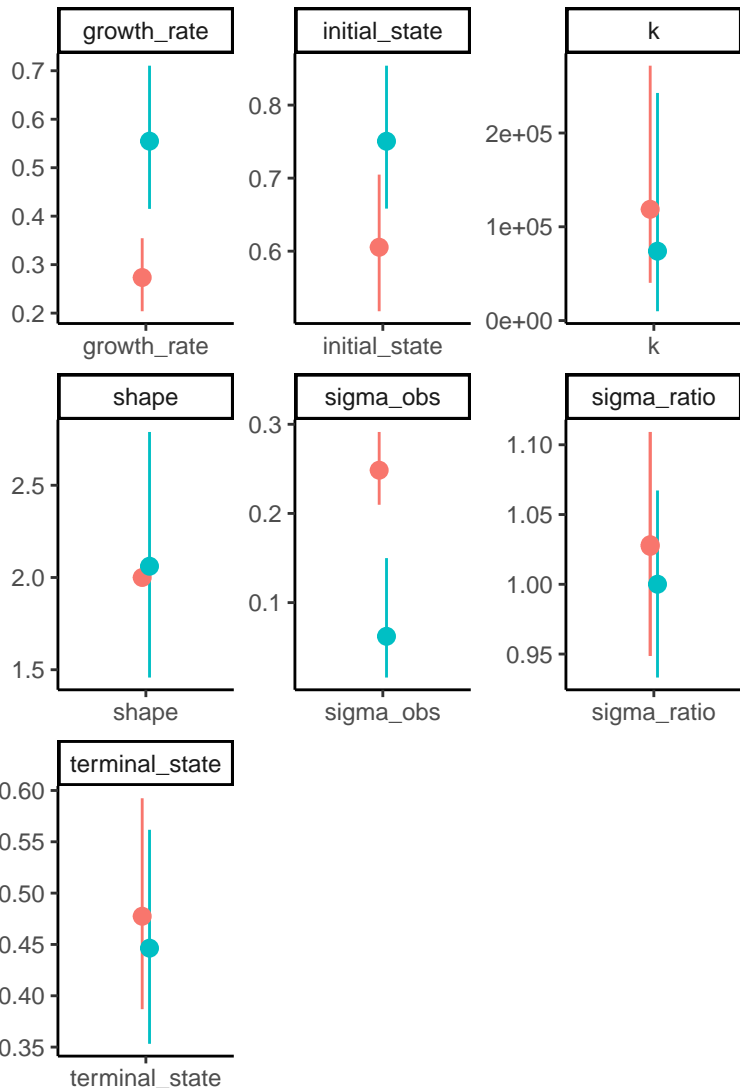 growth_rate
0.7
0.6
0.5
0.4
0.3
0.2
growth_rate
initial_state
0.8
0.7
0.6
initial_state
k
2e+05
1e+05
0e+00
k
shape
2.5
2.0
1.5
shape
sigma_obs
0.3
0.2
0.1
sigma_obs
sigma_ratio
1.10
1.05
1.00
0.95
sigma_ratio
terminal_state
0.60
0.55
0.50
0.45
0.40
0.35
terminal_state